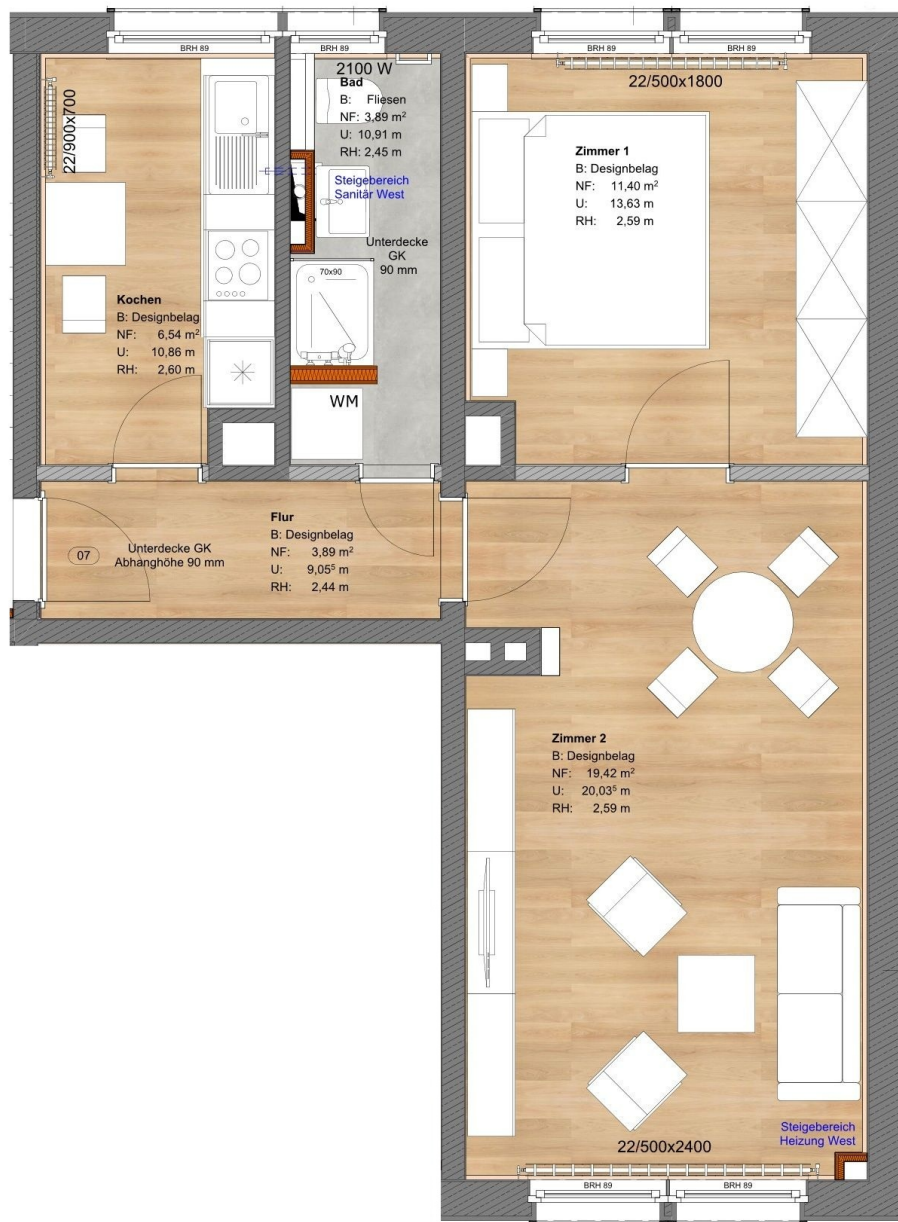 BRH 89
BRH 89
BRH 89
BRH 89
22/900x700
2100 W
Bad
B: Fliesen
NF: 3,89 m²
U: 10,91 m
RH: 2,45 m
Steigebereich
Sanitär West
Unterdecke
GK
90 mm
70x90
WM
22/500x1800
Zimmer 1
B: Designbelag
NF: 11,40 m²
U: 13,63 m
RH: 2,59 m
Kochen
B: Designbelag
NF: 6,54 m²
U: 10,86 m
RH: 2,60 m
07
Unterdecke GK
Abhanghöhe 90 mm
Flur
B: Designbelag
NF: 3,89 m²
U: 9,05⁵ m
RH: 2,44 m
Zimmer 2
B: Designbelag
NF: 19,42 m²
U: 20,03⁵ m
RH: 2,59 m
Steigebereich
Heizung West
22/500x2400
BRH 89
BRH 89